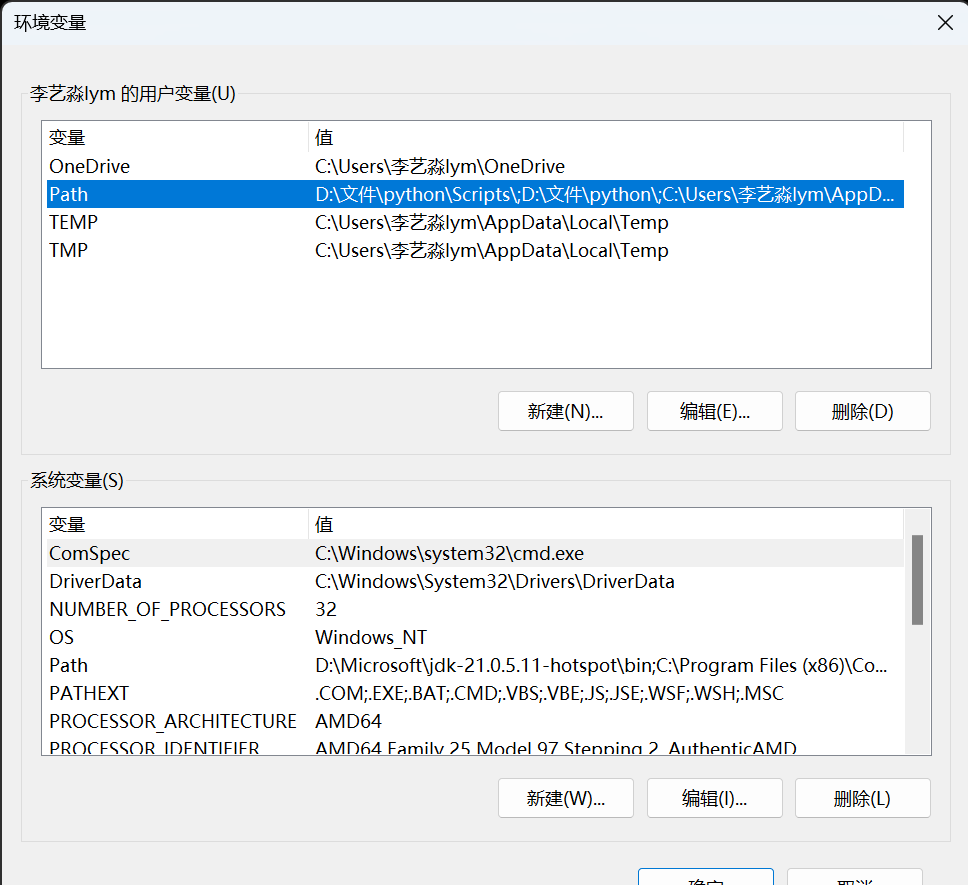 环境变量
李艺淼lym 的用户变量(U)
变量 值
OneDrive C:\Users\李艺淼lym\OneDrive
Path D:\文件\python\Scripts\;D:\文件\python\;C:\Users\李艺淼lym\AppD...
TEMP C:\Users\李艺淼lym\AppData\Local\Temp
TMP C:\Users\李艺淼lym\AppData\Local\Temp
新建(N)... 编辑(E)... 删除(D)
系统变量(S)
变量 值
ComSpec C:\Windows\system32\cmd.exe
DriverData C:\Windows\System32\Drivers\DriverData
NUMBER_OF_PROCESSORS 32
OS Windows_NT
Path D:\Microsoft\jdk-21.0.5.11-hotspot\bin;C:\Program Files (x86)\Co...
PATHEXT .COM;.EXE;.BAT;.CMD;.VBS;.VBE;.JS;.JSE;.WSF;.WSH;.MSC
PROCESSOR_ARCHITECTURE AMD64
PROCESSOR_IDENTIFIER AMD64 Family 25 Model 97 Stepping 2, AuthenticAMD
新建(W)... 编辑(I)... 删除(L)
确定 取消